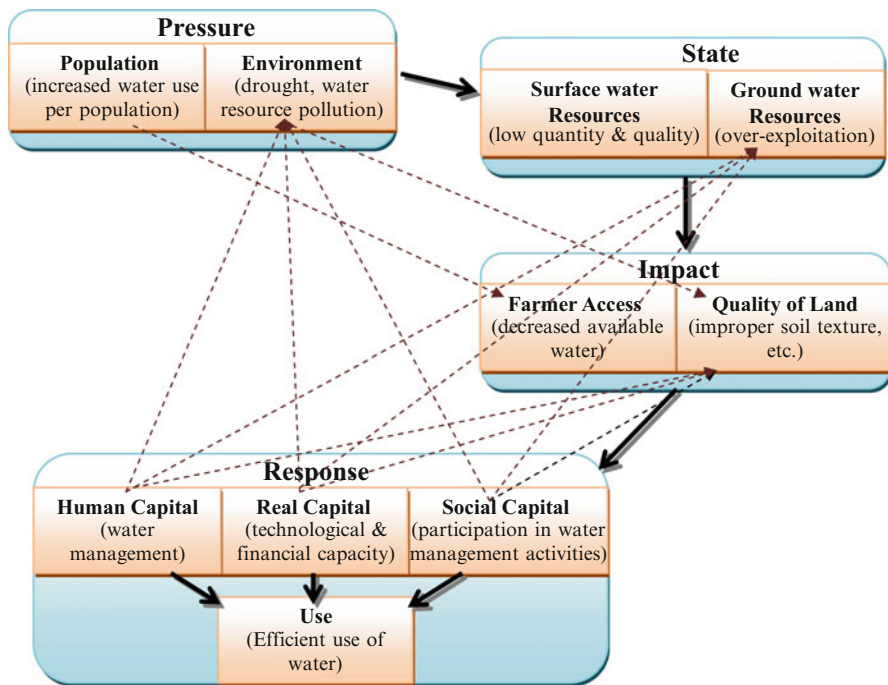 Pressure
Population
(increased water use
per population)
Environment
(drought, water
resource pollution)
State
Surface water
Resources
(low quantity & quality)
Ground water
Resources
(over-exploitation)
Impact
Farmer Access
(decreased available
water)
Quality of Land
(improper soil texture,
etc.)
Response
Human Capital
(water
management)
Real Capital
(technological &
financial capacity)
Social Capital
(participation in water
management activities)
Use
(Efficient use of
water)